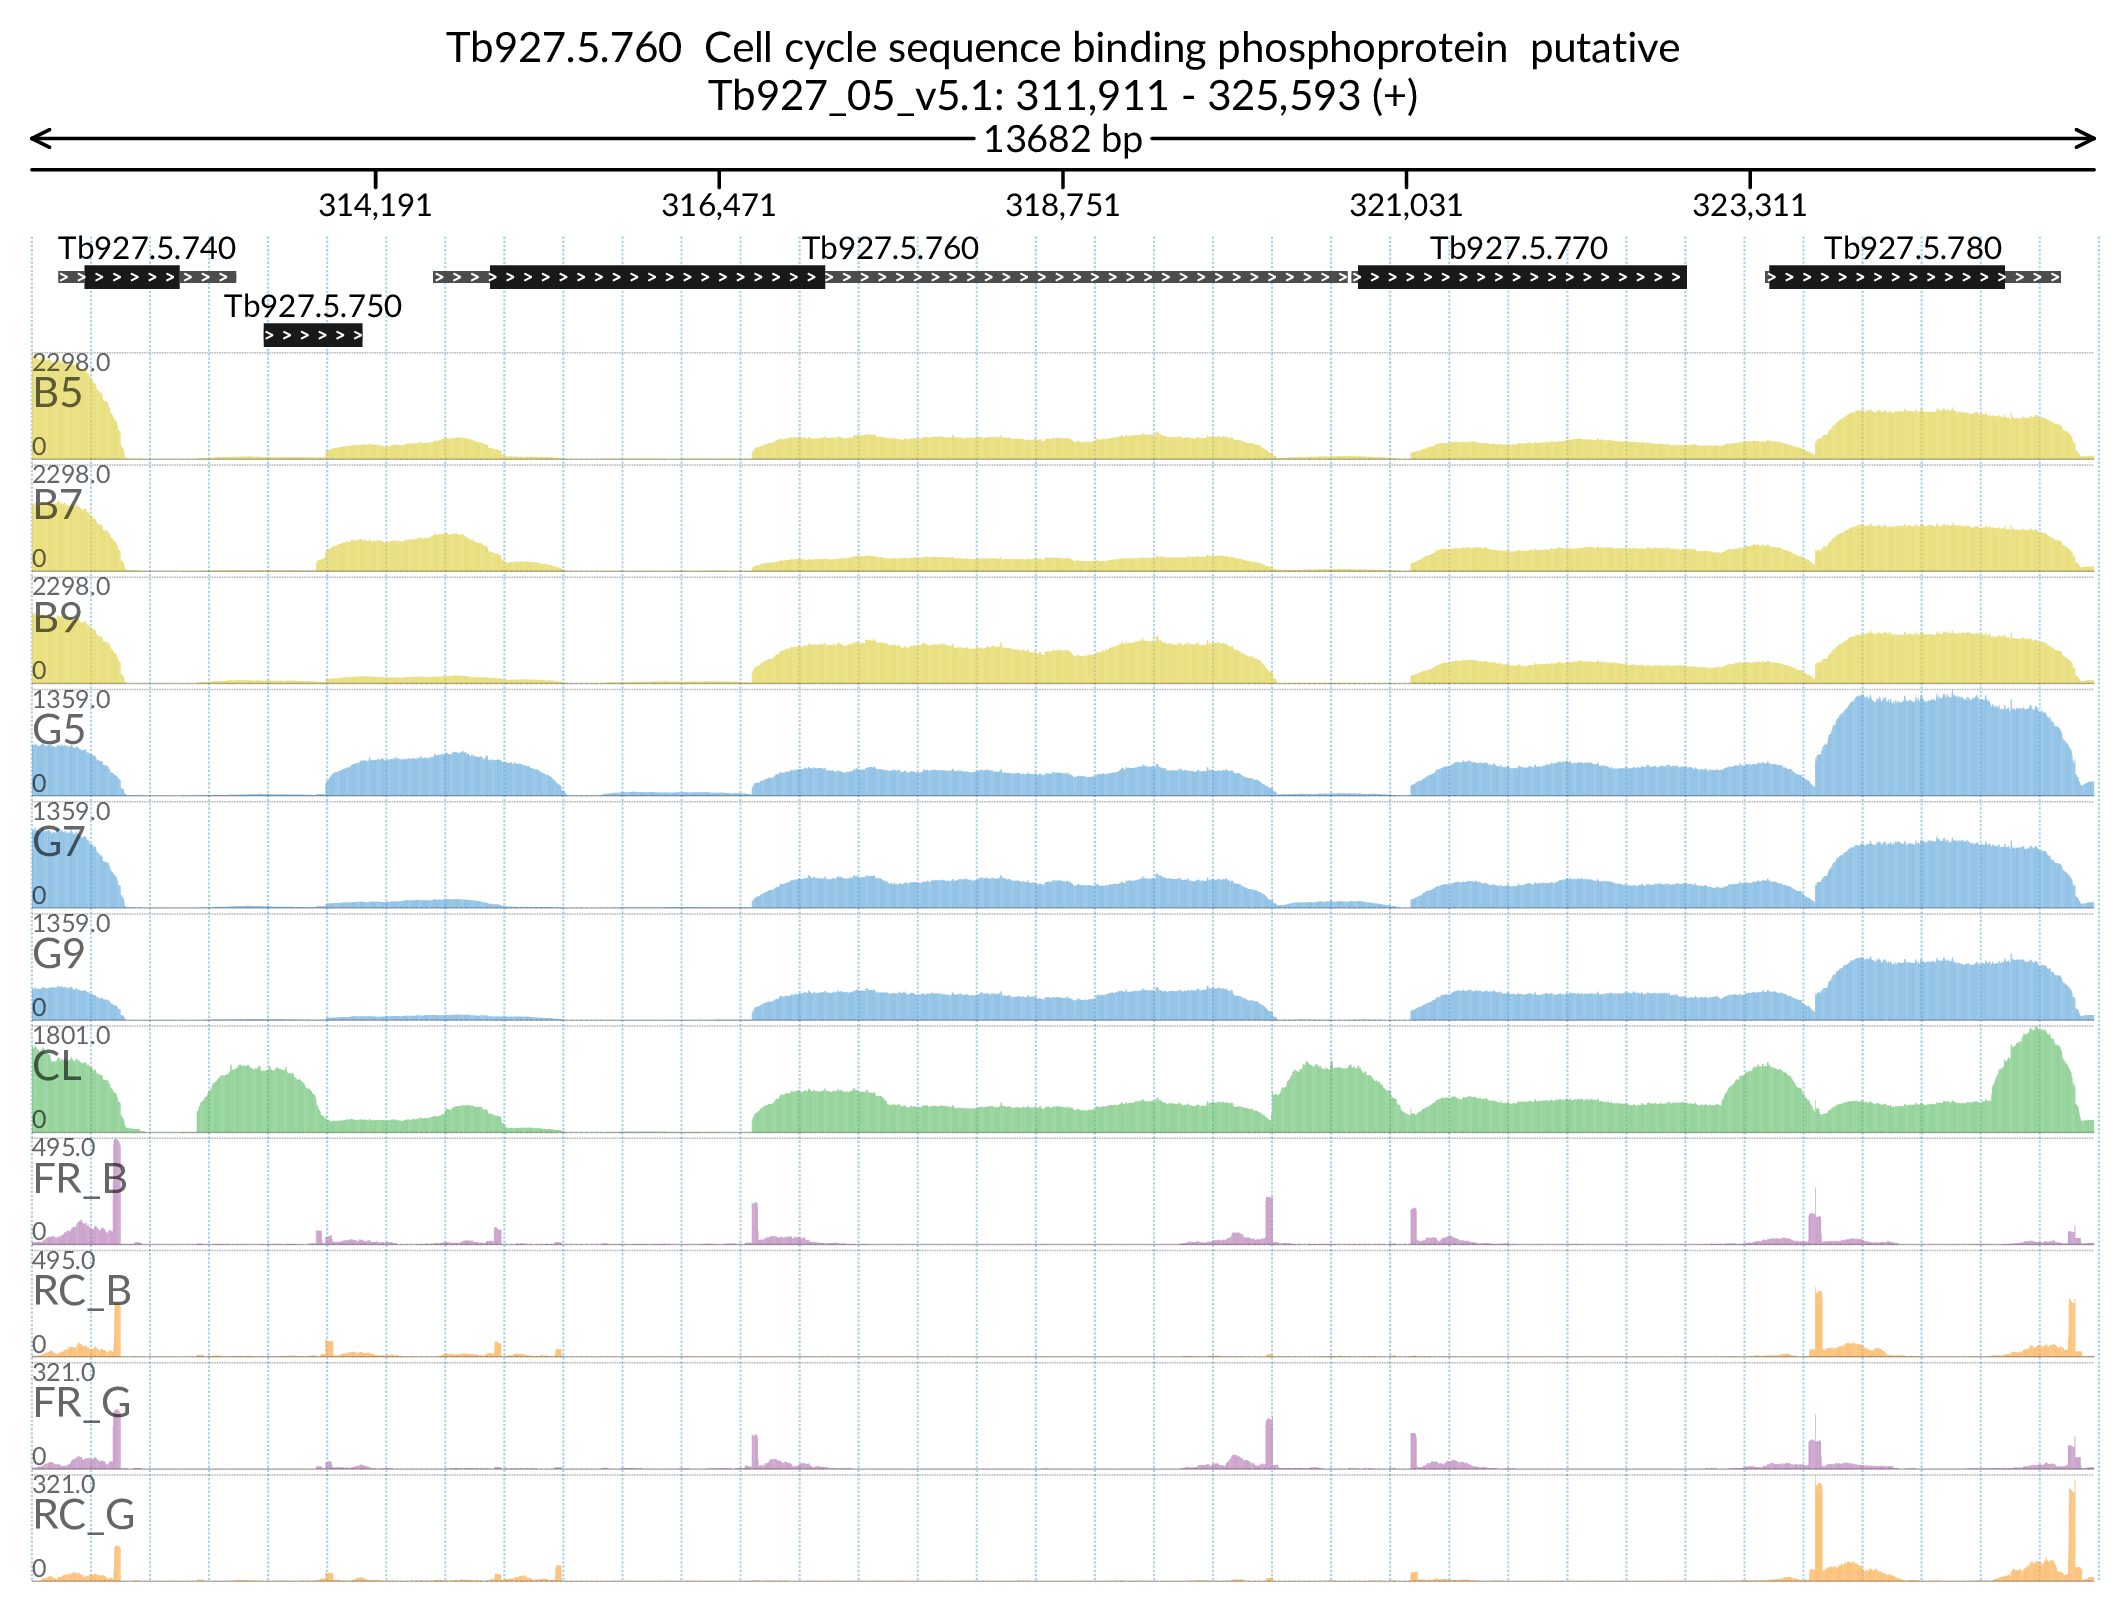 Tb927.5.760  Cell cycle sequence binding phosphoprotein  putative
Tb927_05_v5.1: 311,911 - 325,593 (+)
13682 bp
314,191 316,471 318,751 321,031 323,311
Tb927.5.740 Tb927.5.760 Tb927.5.770 Tb927.5.780
Tb927.5.750
2298.0
B5
0
2298.0
B7
0
2298.0
B9
0
1359.0
G5
0
1359.0
G7
0
1359.0
G9
0
1801.0
CL
0
495.0
FR_B
0
495.0
RC_B
0
321.0
FR_G
0
321.0
RC_G
0